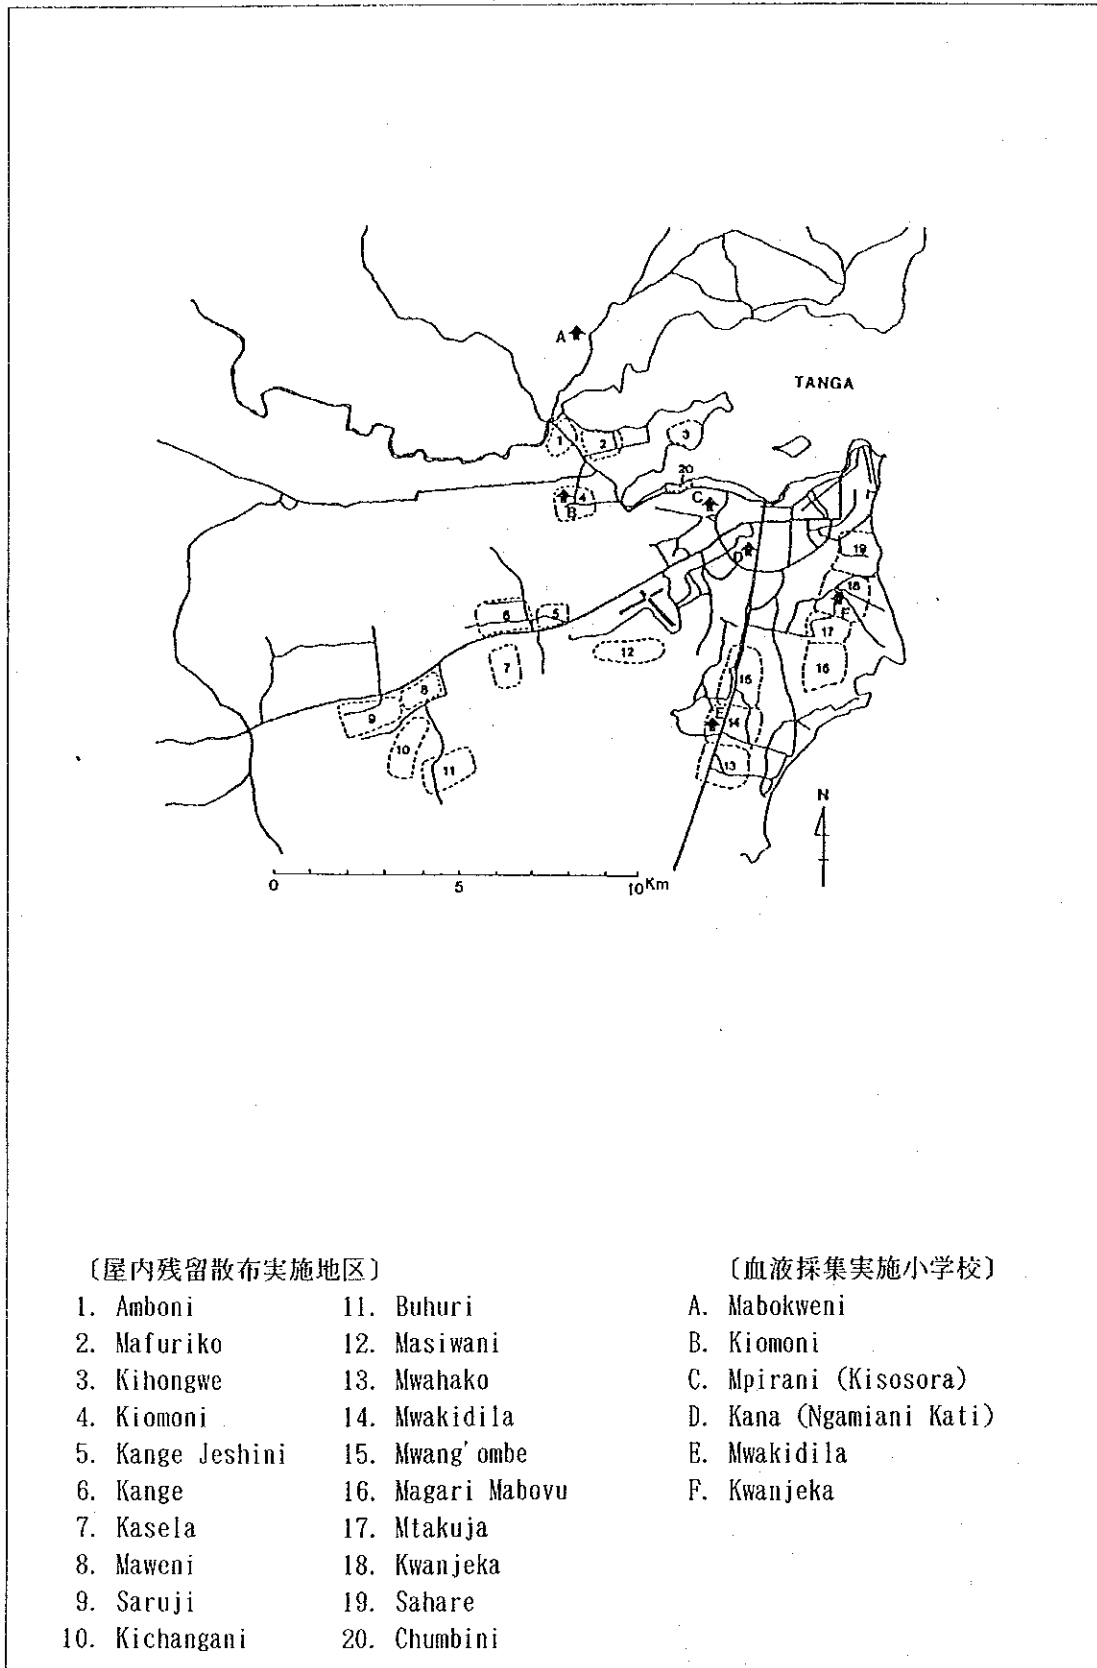 A
TANGA
1
2
3
20
C
4
B
D
19
18
F
17
6
5
12
7
16
15
8
E
9
14
10
11
13
N
0 5 10Km
〔屋内残留散布実施地区〕
1. Amboni
2. Mafuriko
3. Kihongwe
4. Kiomoni
5. Kange Jeshini
6. Kange
7. Kasela
8. Maweni
9. Saruji
10. Kichangani
11. Buhuri
12. Masiwani
13. Mwahako
14. Mwakidila
15. Mwang'ombe
16. Magari Mabovu
17. Mtakuja
18. Kwanjeka
19. Sahare
20. Chumbini
〔血液採集実施小学校〕
A. Mabokweni
B. Kiomoni
C. Mpirani (Kisosora)
D. Kana (Ngamiani Kati)
E. Mwakidila
F. Kwanjeka